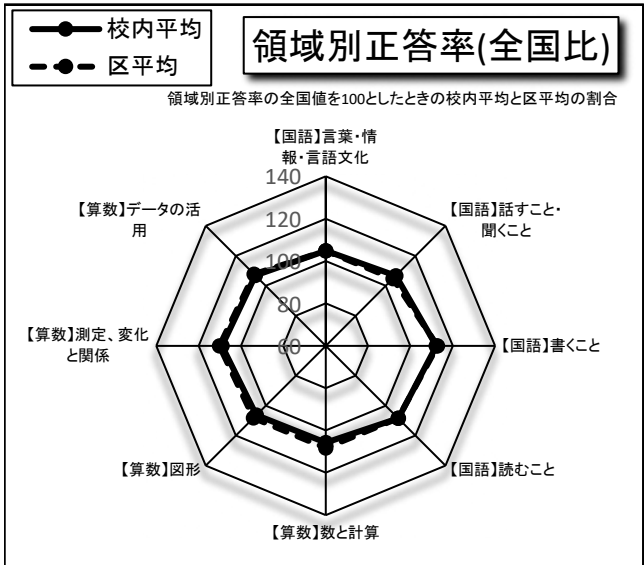 校内平均
区平均
領域別正答率(全国比)
領域別正答率の全国値を100としたときの校内平均と区平均の割合
【国語】言葉・情
報・言語文化
【国語】話すこと・
聞くこと
【国語】書くこと
【国語】読むこと
【算数】数と計算
【算数】図形
【算数】測定、変化
と関係
【算数】データの活
用
140
120
100
80
60